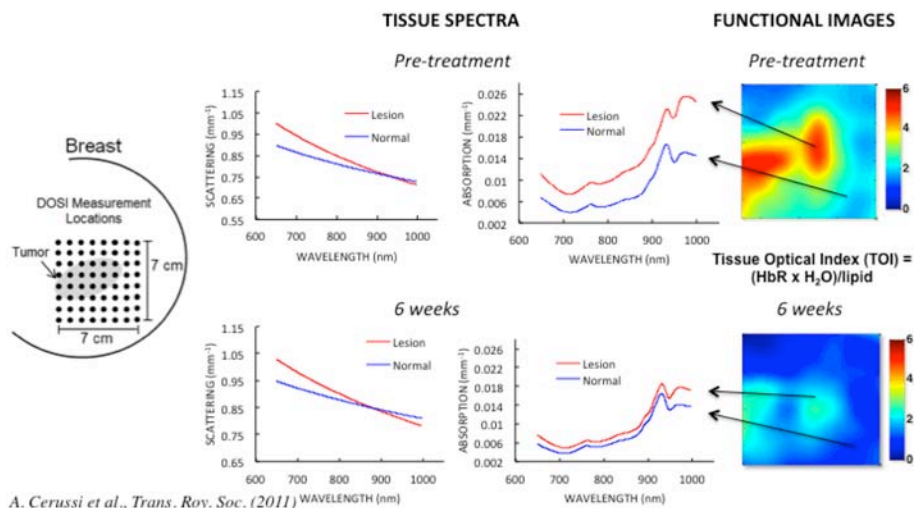 TISSUE SPECTRA
FUNCTIONAL IMAGES
Pre-treatment
Pre-treatment
Breast
DOSI Measurement
Locations
Tumor
7 cm
7 cm
SCATTERING (mm⁻¹)
1.15
1.05
0.95
0.85
0.75
0.65
0.55
Lesion
Normal
600 700 800 900 1000
WAVELENGTH (nm)
ABSORPTION (mm⁻¹)
0.026
0.022
0.018
0.014
0.01
0.006
0.002
Lesion
Normal
600 700 800 900 1000
WAVELENGTH (nm)
6
4
2
0
Tissue Optical Index (TOI) =
(HbR x H₂O)/lipid
6 weeks
6 weeks
SCATTERING (mm⁻¹)
1.15
1.05
0.95
0.85
0.75
0.65
Lesion
Normal
600 700 800 900 1000
WAVELENGTH (nm)
ABSORPTION (mm⁻¹)
0.026
0.022
0.018
0.014
0.01
0.006
0.002
Lesion
Normal
600 700 800 900 1000
WAVELENGTH (nm)
6
4
2
0
A. Cerussi et al., Trans. Roy. Soc. (2011)